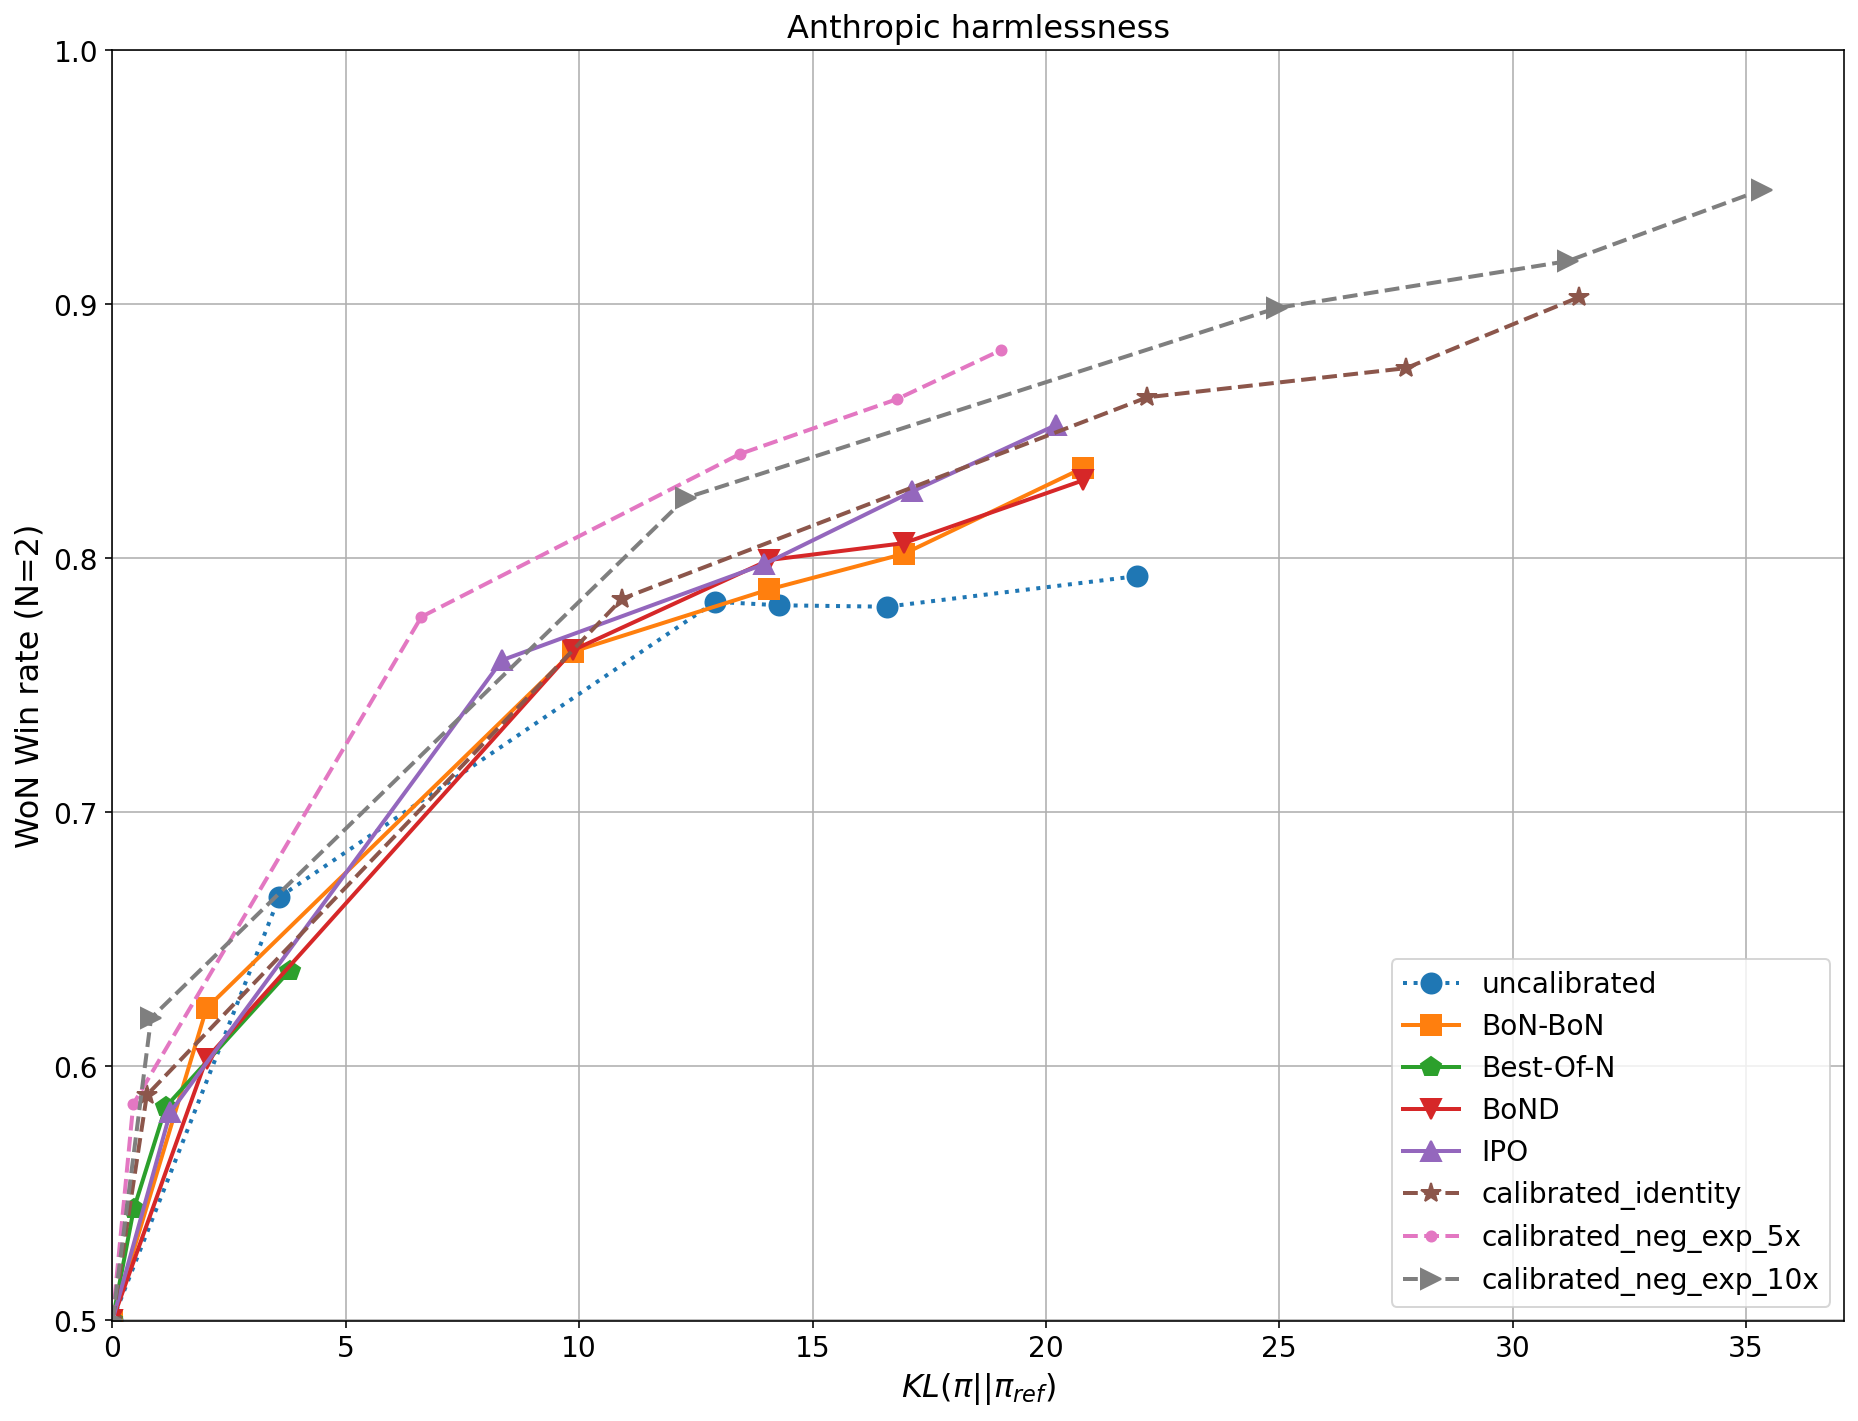 Anthropic harmlessness
WoN Win rate (N=2)
1.0
0.9
0.8
0.7
0.6
0.5
0
5
10
15
20
25
30
35
KL(π||π_ref)
uncalibrated
BoN-BoN
Best-Of-N
BoND
IPO
calibrated_identity
calibrated_neg_exp_5x
calibrated_neg_exp_10x